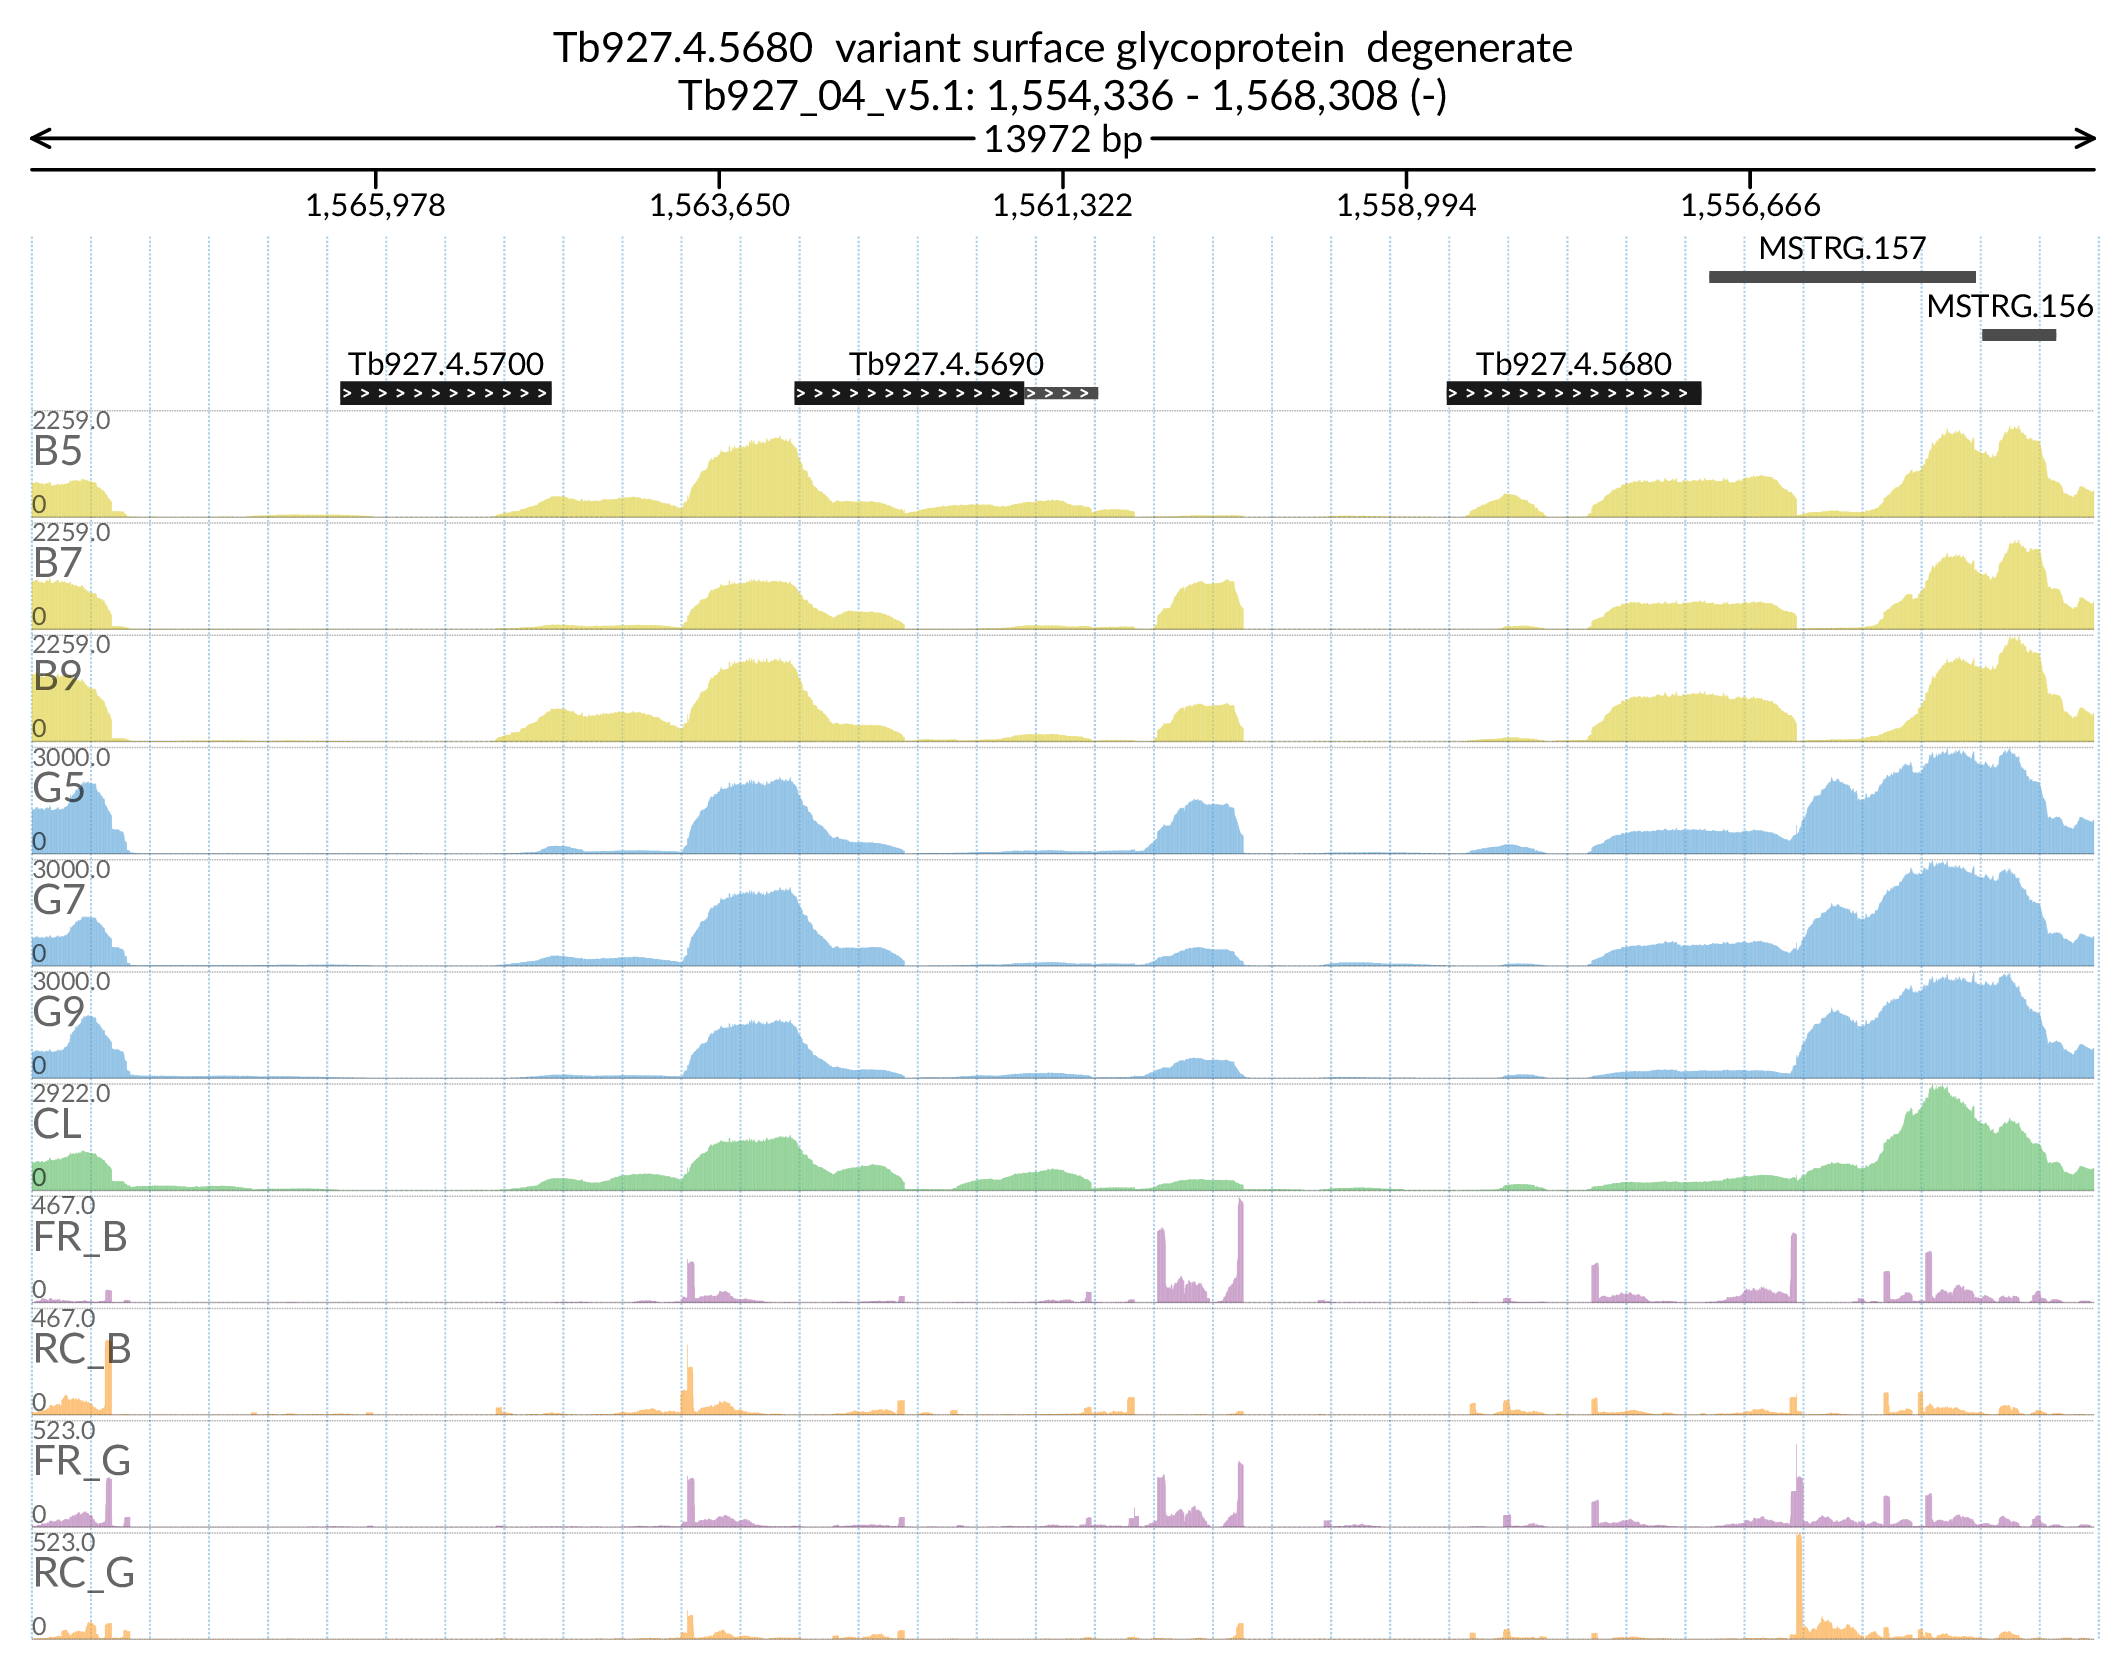 Tb927.4.5680 variant surface glycoprotein degenerate
Tb927_04_v5.1: 1,554,336 - 1,568,308 (-)
13972 bp
1,565,978 1,563,650 1,561,322 1,558,994 1,556,666
MSTRG.157
MSTRG.156
Tb927.4.5700 Tb927.4.5690 Tb927.4.5680
2259.0
B5
0
2259.0
B7
0
2259.0
B9
0
3000.0
G5
0
3000.0
G7
0
3000.0
G9
0
2922.0
CL
0
467.0
FR_B
0
467.0
RC_B
0
523.0
FR_G
0
523.0
RC_G
0